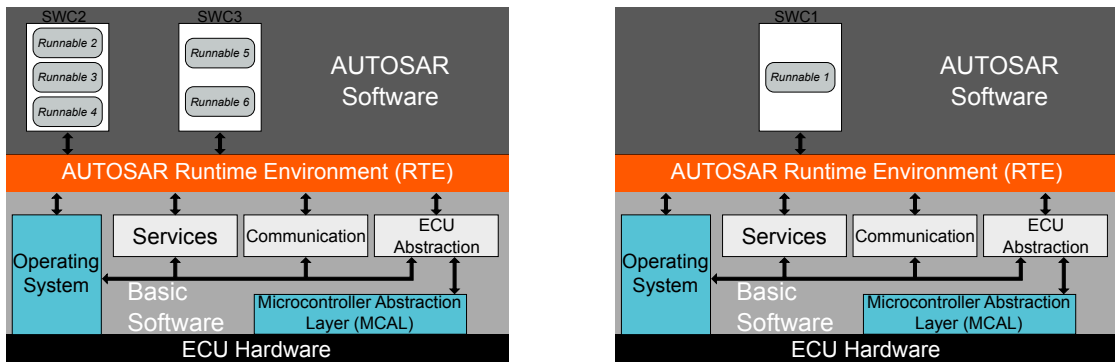 SWC2
Runnable 2
Runnable 3
Runnable 4
SWC3
Runnable 5
Runnable 6
AUTOSAR
Software
AUTOSAR Runtime Environment (RTE)
Operating
System
Services
Communication
ECU
Abstraction
Basic
Software
Microcontroller Abstraction
Layer (MCAL)
ECU Hardware
SWC1
Runnable 1
AUTOSAR
Software
AUTOSAR Runtime Environment (RTE)
Operating
System
Services
Communication
ECU
Abstraction
Basic
Software
Microcontroller Abstraction
Layer (MCAL)
ECU Hardware